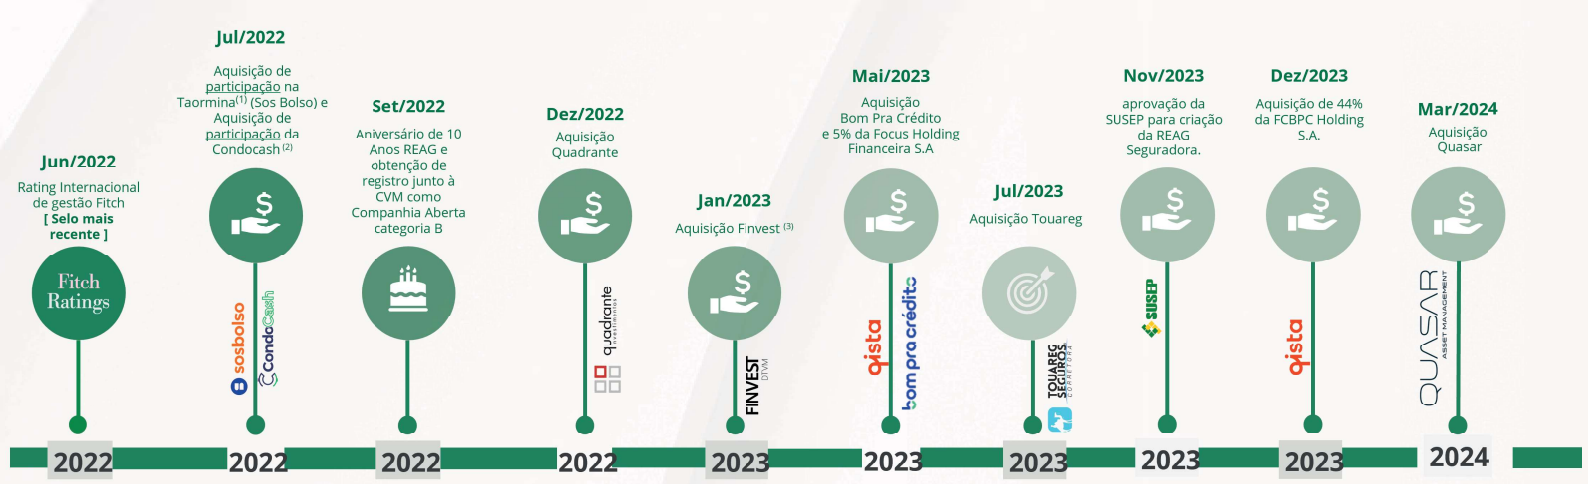 Jun/2022
Rating Internacional
de gestão Fitch
[ Selo mais
recente ]
Fitch
Ratings
2022
Jul/2022
Aquisição de
participação na
Taormina(1) (Sos Bolso) e
Aquisição de
participação da
Condocash (2)
sosbolso
CondoCash
2022
Set/2022
Aniversário de 10
Anos REAG e
obtenção de
registro junto à
CVM como
Companhia Aberta
categoria B
2022
Dez/2022
Aquisição
Quadrante
quadrante
investimentos
2022
Jan/2023
Aquisição Finvest (3)
FINVEST
DTVM
2023
Mai/2023
Aquisição
Bom Pra Crédito
e 5% da Focus Holding
Financeira S.A
qista
bom pra crédito
2023
Jul/2023
Aquisição Touareg
TOUAREG
SEGUROS
CORRETORA
2023
Nov/2023
aprovação da
SUSEP para criação
da REAG
Seguradora.
SUSEP
2023
Dez/2023
Aquisição de 44%
da FCBPC Holding
S.A.
qista
2023
Mar/2024
Aquisição
Quasar
QUASAR
ASSET MANAGEMENT
2024